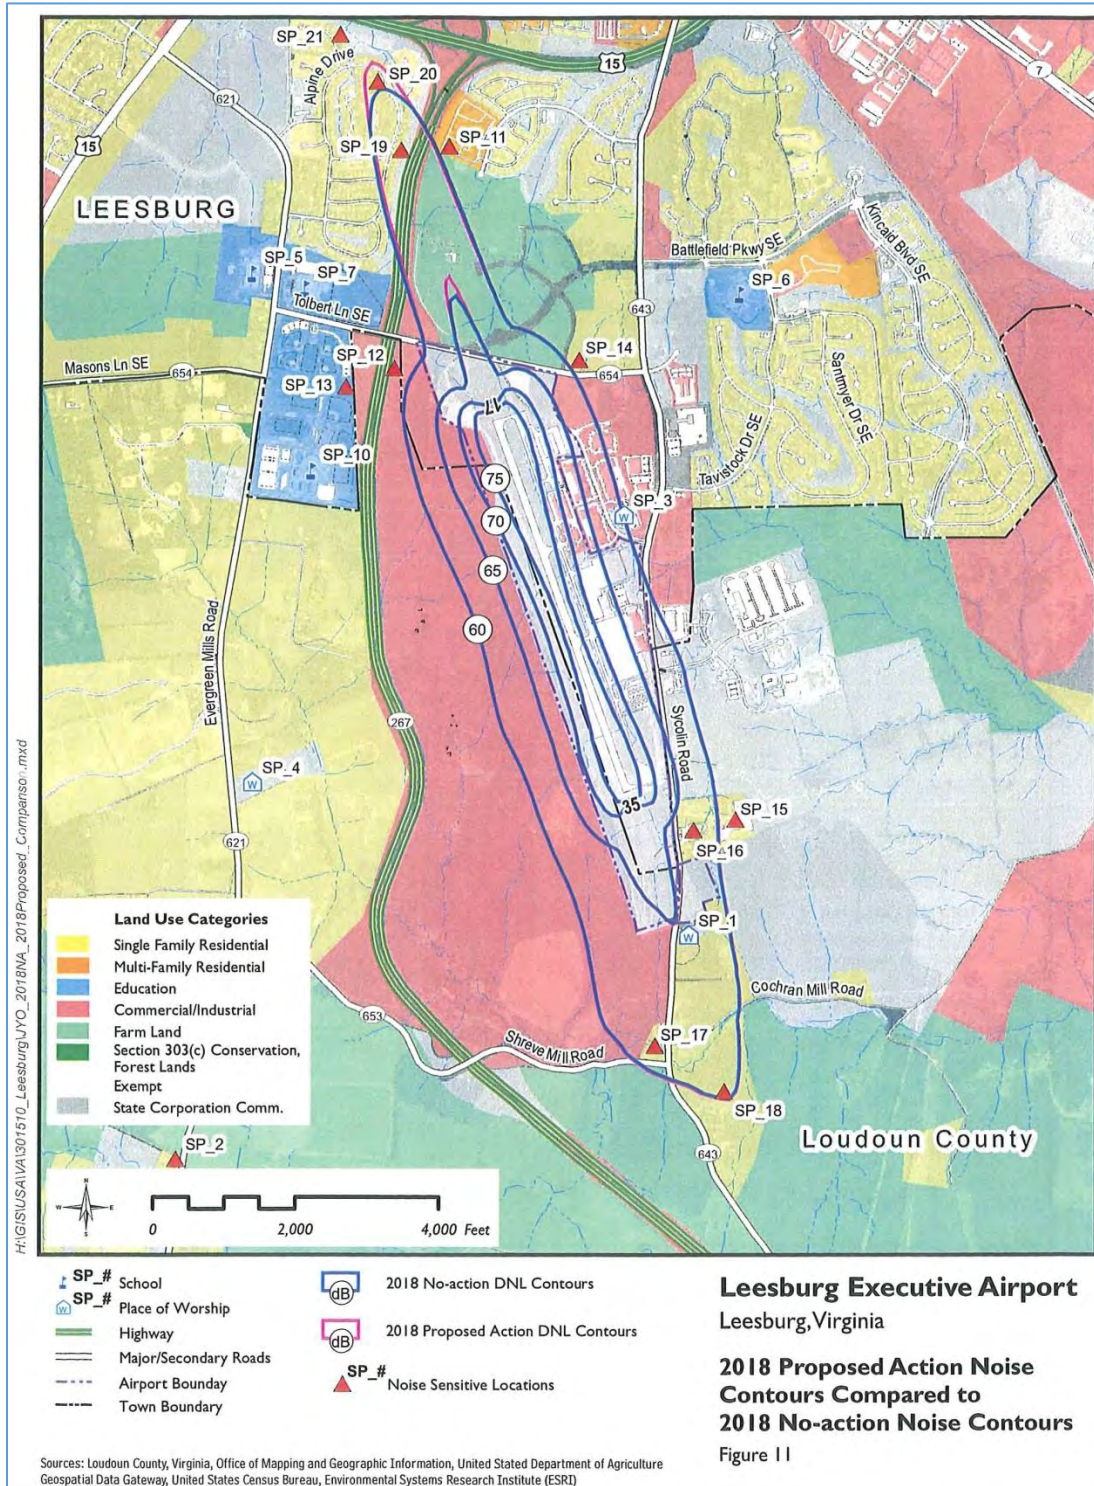 SP_21
Alpine Drive
SP_20
15
7
621
15
SP_19
SP_11
LEESBURG
Battlefield Pkwy SE
Kincaid Blvd SE
SP_5
SP_7
SP_6
Tolbert Ln SE
643
Masons Ln SE
654
SP_12
SP_14
654
SP_13
Santmyer Dr SE
17
Tavistock Dr SE
SP_10
75
SP_3
W
70
65
60
Evergreen Mills Road
267
Sycolin Road
SP_4
W
35
SP_15
621
SP_16
SP_1
W
Cochran Mill Road
653
Shreve Mill Road
SP_17
SP_18
Loudoun County
643
SP_2
Land Use Categories
Single Family Residential
Multi-Family Residential
Education
Commercial/Industrial
Farm Land
Section 303(c) Conservation,
Forest Lands
Exempt
State Corporation Comm.
N
W E
S
0 2,000 4,000 Feet
H:\GIS\USA\VA\301510_Leesburg\JYO_2018NA_2018Proposed_Comparison.mxd
SP_# School
W SP_# Place of Worship
Highway
Major/Secondary Roads
Airport Bounday
Town Boundary
dB 2018 No-action DNL Contours
dB 2018 Proposed Action DNL Contours
SP_# Noise Sensitive Locations
Leesburg Executive Airport
Leesburg, Virginia
2018 Proposed Action Noise
Contours Compared to
2018 No-action Noise Contours
Figure 11
Sources: Loudoun County, Virginia, Office of Mapping and Geographic Information, United Stated Department of Agriculture
Geospatial Data Gateway, United States Census Bureau, Environmental Systems Research Institute (ESRI)